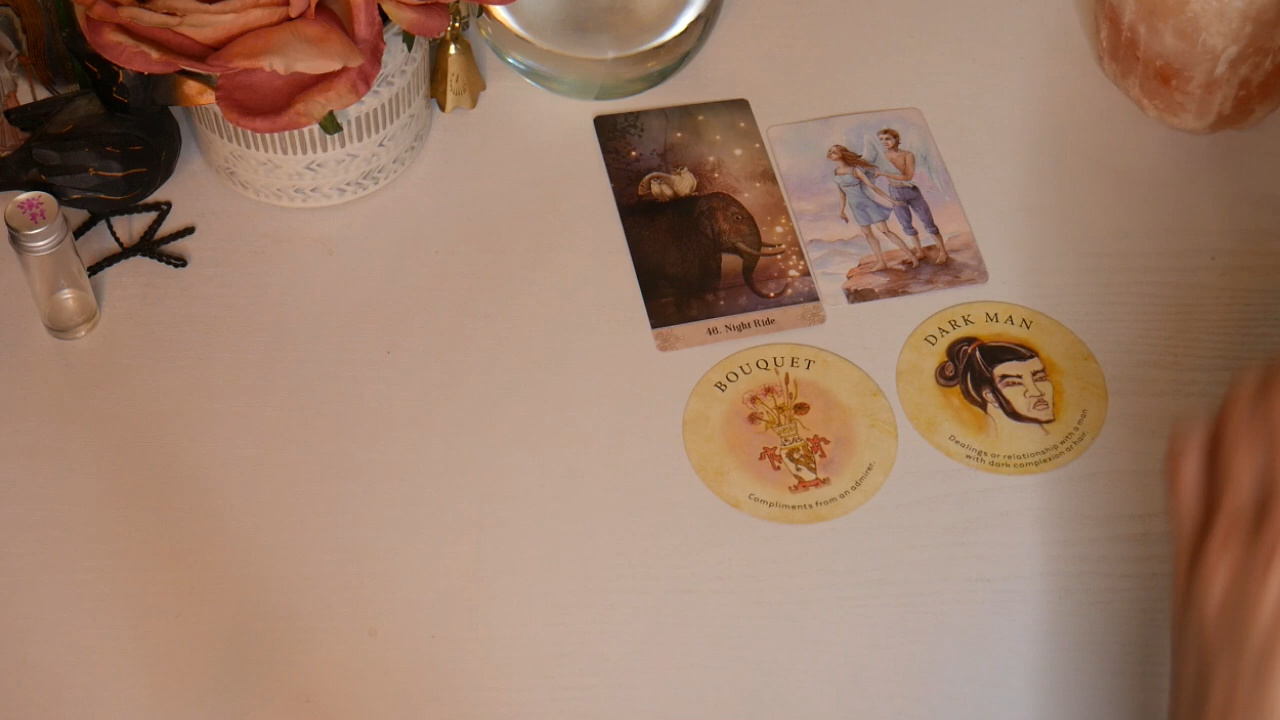 46. Night Ride
BOUQUET
Compliments from an admirer.
DARK MAN
Dealings or relationship with a man
with dark complexion or hair.